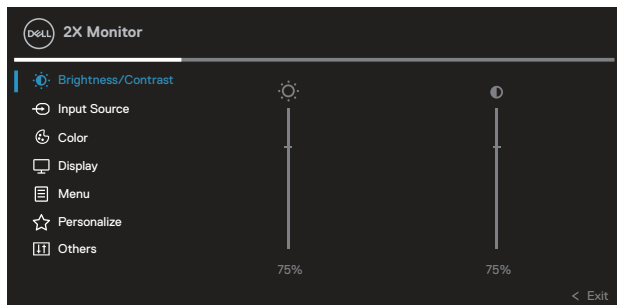 DELL 2X Monitor
Brightness/Contrast
Input Source
Color
Display
Menu
Personalize
Others
75% 75%
< Exit